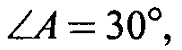 ∠A = 30°,